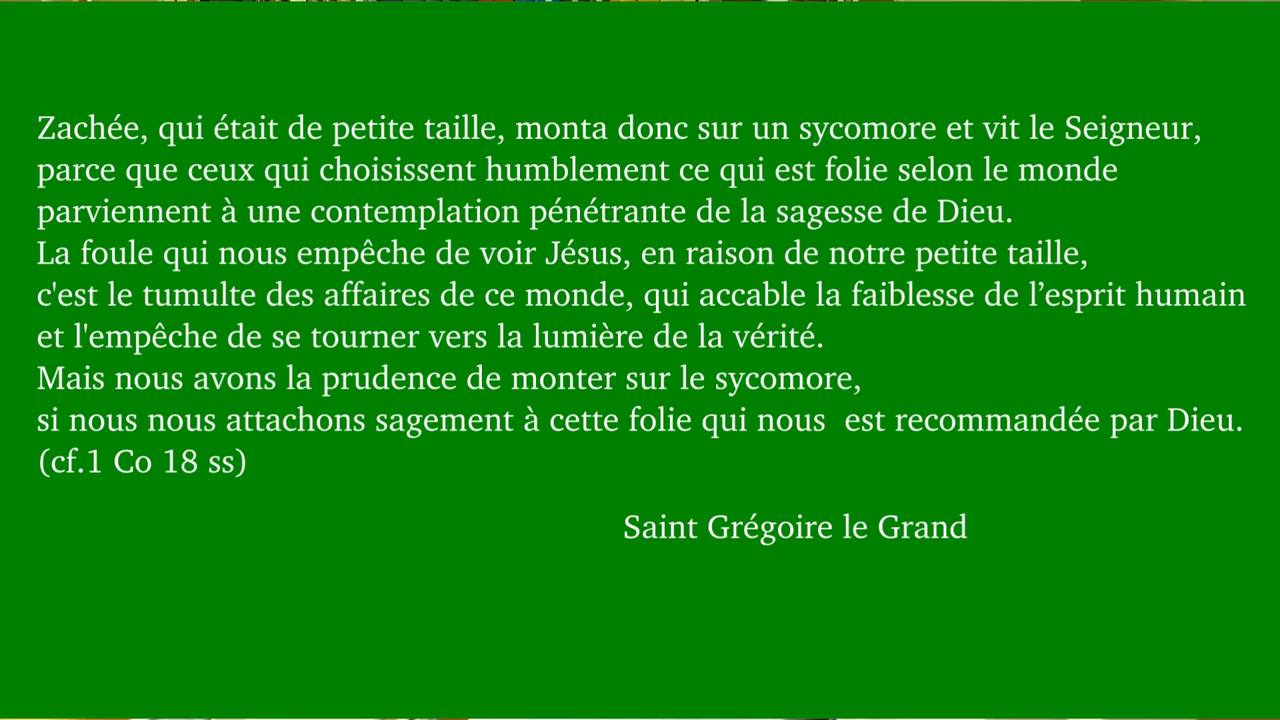 Zachée, qui était de petite taille, monta donc sur un sycomore et vit le Seigneur,
parce que ceux qui choisissent humblement ce qui est folie selon le monde
parviennent à une contemplation pénétrante de la sagesse de Dieu.
La foule qui nous empêche de voir Jésus, en raison de notre petite taille,
c'est le tumulte des affaires de ce monde, qui accable la faiblesse de l’esprit humain
et l'empêche de se tourner vers la lumière de la vérité.
Mais nous avons la prudence de monter sur le sycomore,
si nous nous attachons sagement à cette folie qui nous  est recommandée par Dieu.
(cf.1 Co 18 ss)
Saint Grégoire le Grand